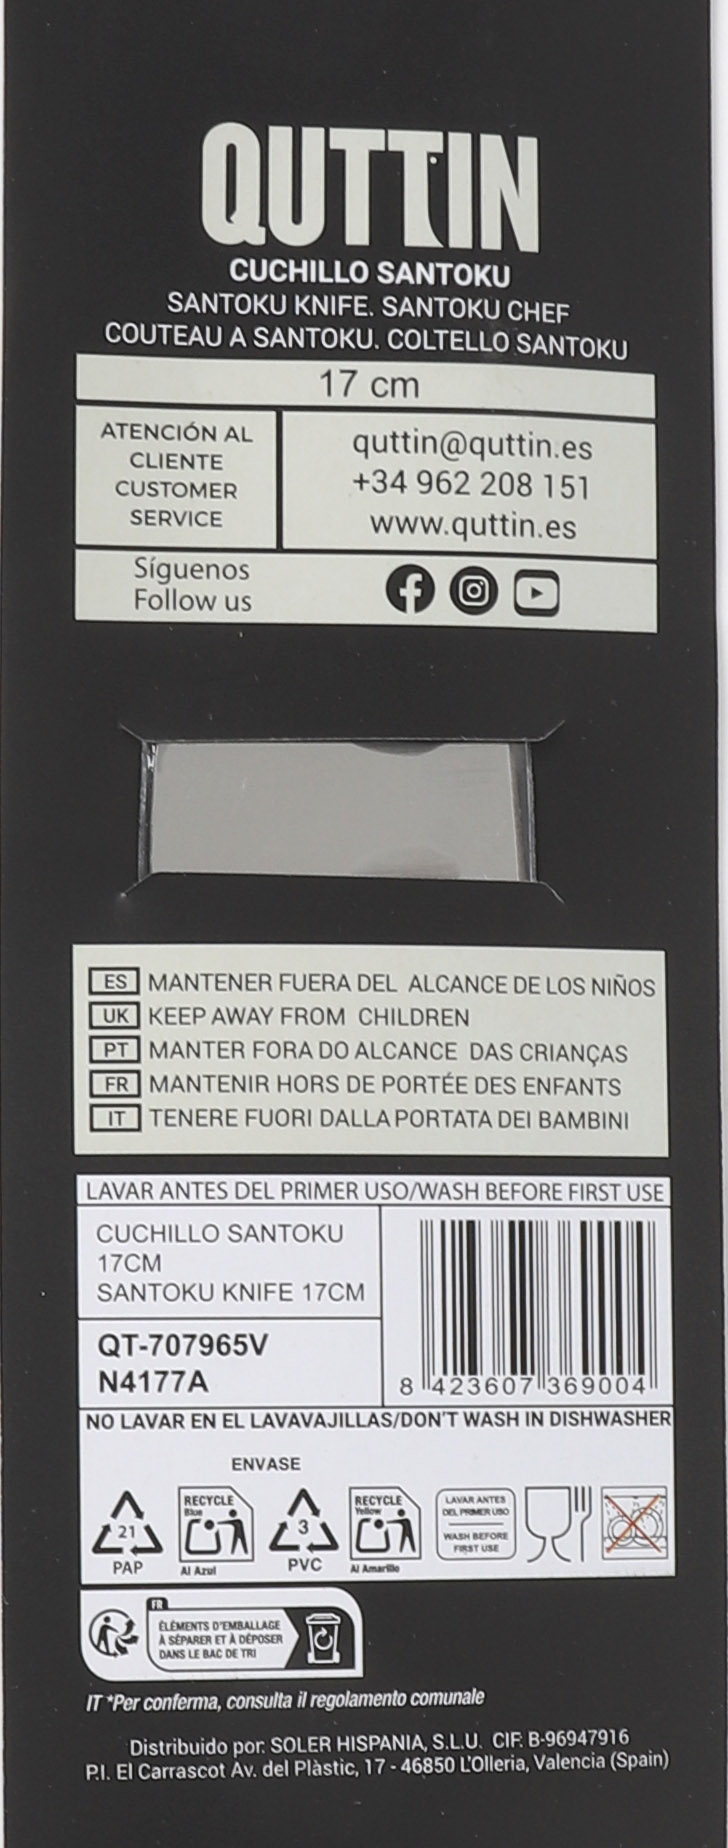 QUTTIN
CUCHILLO SANTOKU
SANTOKU KNIFE. SANTOKU CHEF
COUTEAU A SANTOKU. COLTELLO SANTOKU
17 cm
ATENCIÓN AL
CLIENTE
CUSTOMER
SERVICE
quttin@quttin.es
+34 962 208 151
www.quttin.es
Síguenos
Follow us
ES MANTENER FUERA DEL ALCANCE DE LOS NIÑOS
UK KEEP AWAY FROM CHILDREN
PT MANTER FORA DO ALCANCE DAS CRIANÇAS
FR MANTENIR HORS DE PORTÉE DES ENFANTS
IT TENERE FUORI DALLA PORTATA DEI BAMBINI
LAVAR ANTES DEL PRIMER USO/WASH BEFORE FIRST USE
CUCHILLO SANTOKU
17CM
SANTOKU KNIFE 17CM
QT-707965V
N4177A
8 423607 369004
NO LAVAR EN EL LAVAVAJILLAS/DON'T WASH IN DISHWASHER
ENVASE
21
PAP
RECYCLE
Blue
Al Azul
3
PVC
RECYCLE
Yellow
Al Amarillo
LAVAR ANTES
DEL PRIMER USO
WASH BEFORE
FIRST USE
FR
ÉLÉMENTS D'EMBALLAGE
À SÉPARER ET À DÉPOSER
DANS LE BAC DE TRI
IT *Per conferma, consulta il regolamento comunale
Distribuido por: SOLER HISPANIA, S.L.U. CIF. B-96947916
P.I. El Carrascot Av. del Plàstic, 17 - 46850 L'Olleria, Valencia (Spain)